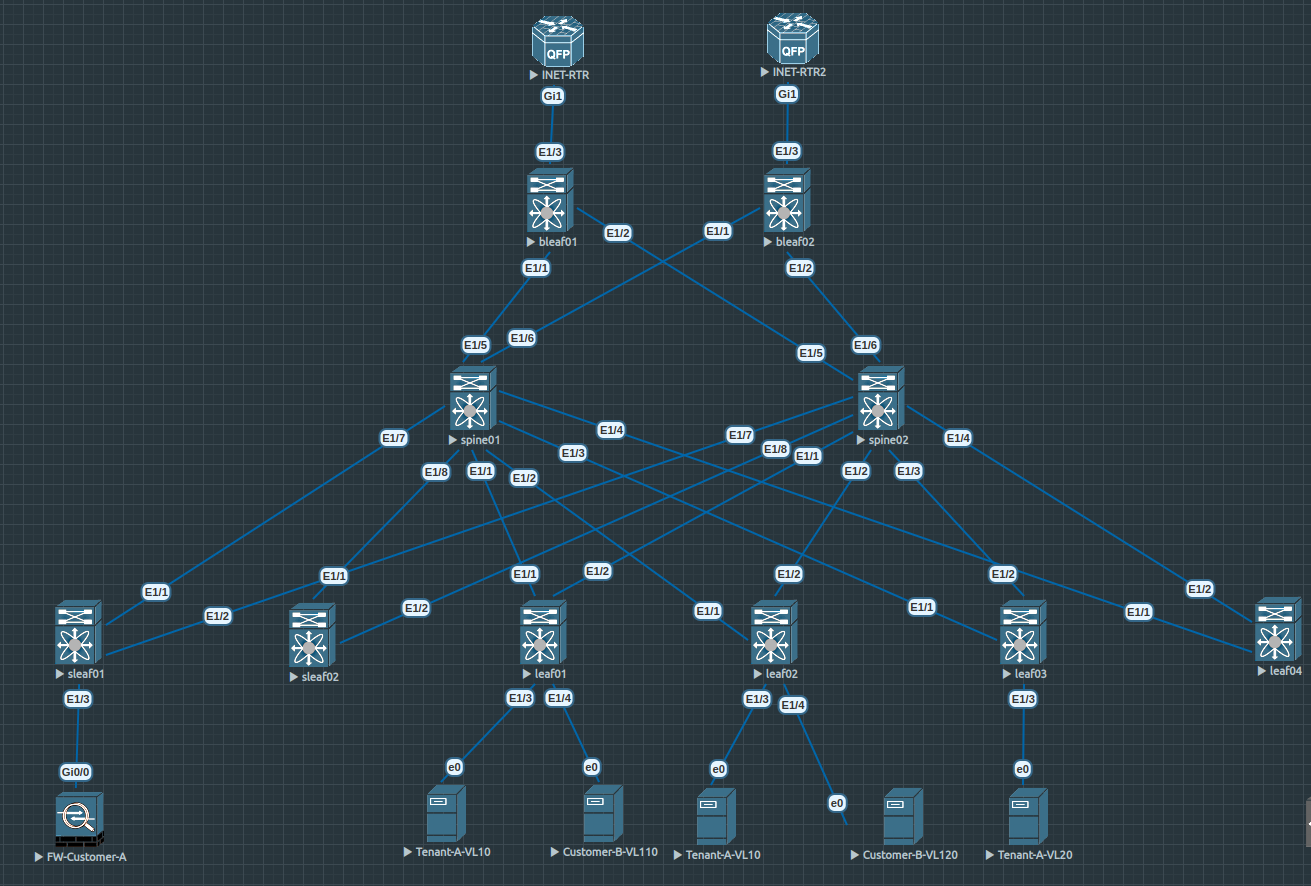 QFP
QFP
INET-RTR
INET-RTR2
Gi1
Gi1
E1/3
E1/3
bleaf01
bleaf02
E1/2
E1/1
E1/1
E1/2
E1/5
E1/6
E1/5
E1/6
spine01
spine02
E1/7
E1/4
E1/7
E1/4
E1/3
E1/8
E1/1
E1/8
E1/1
E1/2
E1/2
E1/3
E1/1
E1/1
E1/2
E1/2
E1/2
E1/1
E1/2
E1/2
E1/2
E1/1
E1/1
E1/1
sleaf01
sleaf02
leaf01
leaf02
leaf03
leaf04
E1/3
E1/3
E1/4
E1/3
E1/4
E1/3
Gi0/0
e0
e0
e0
e0
e0
FW-Customer-A
Tenant-A-VL10
Customer-B-VL110
Tenant-A-VL10
Customer-B-VL120
Tenant-A-VL20